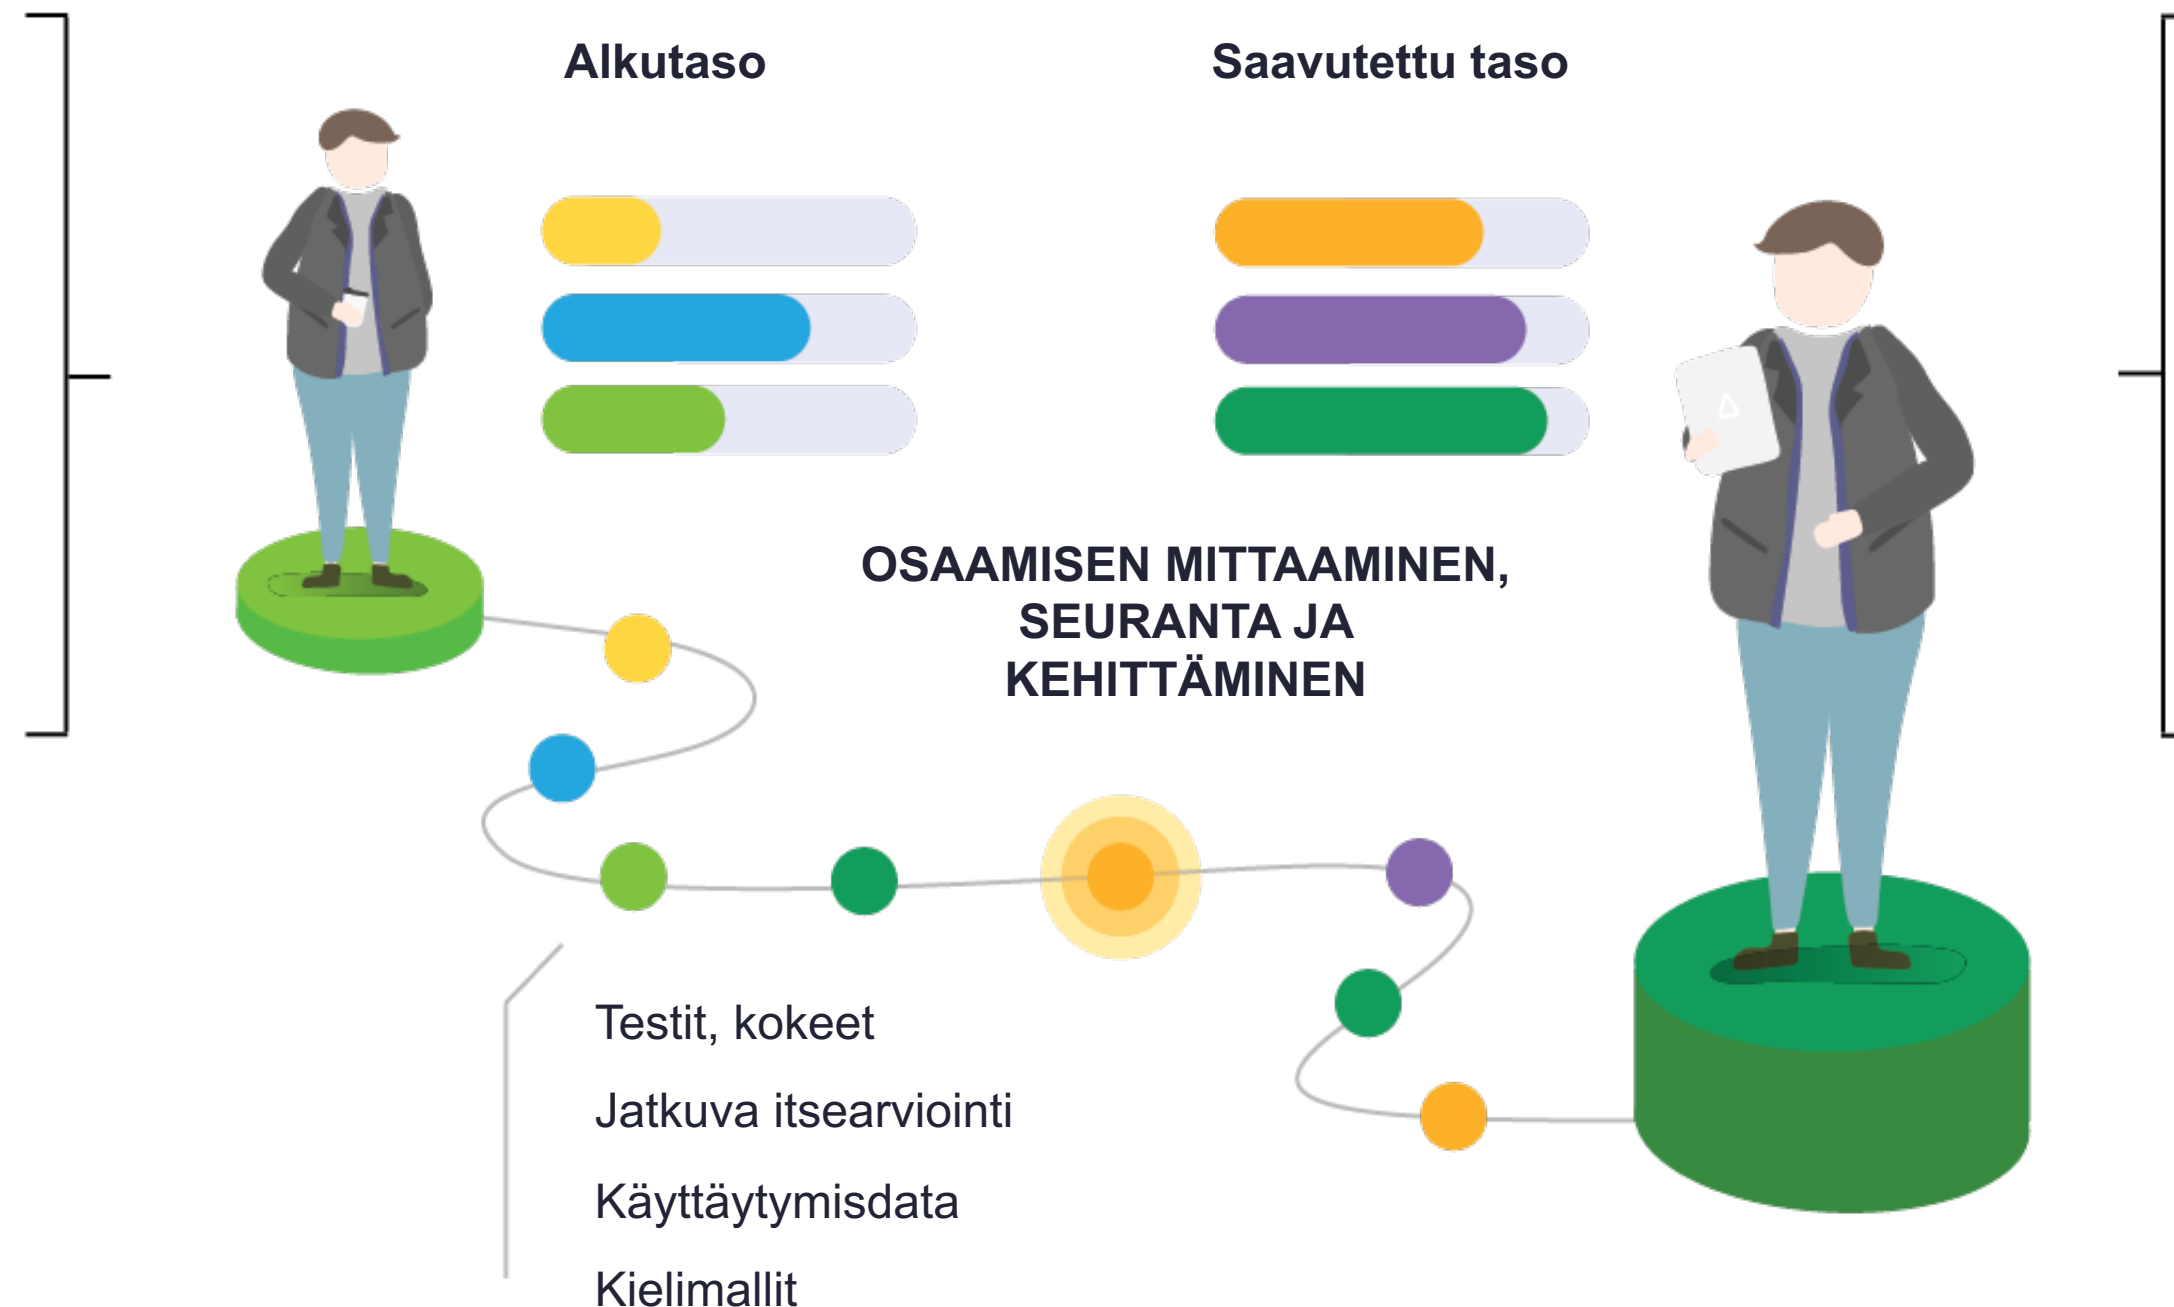 Alkutaso
Saavutettu taso
OSAAMISEN MITTAAMINEN,
SEURANTA JA
KEHITTÄMINEN
Testit, kokeet
Jatkuva itsearviointi
Käyttäytymisdata
Kielimallit